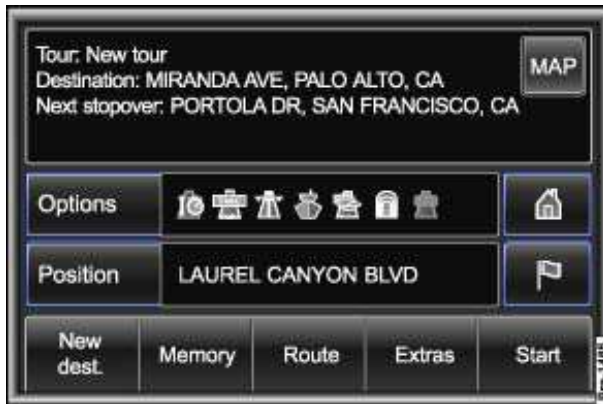 Tour: New tour
Destination: MIRANDA AVE, PALO ALTO, CA
Next stopover: PORTOLA DR, SAN FRANCISCO, CA
MAP
Options
Position
LAUREL CANYON BLVD
New
dest.
Memory
Route
Extras
Start